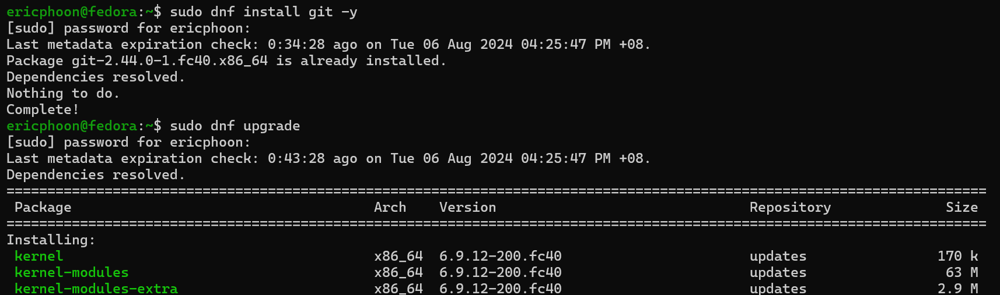 ericphoon@fedora:~$ sudo dnf install git -y
[sudo] password for ericphoon:
Last metadata expiration check: 0:34:28 ago on Tue 06 Aug 2024 04:25:47 PM +08.
Package git-2.44.0-1.fc40.x86_64 is already installed.
Dependencies resolved.
Nothing to do.
Complete!
ericphoon@fedora:~$ sudo dnf upgrade
[sudo] password for ericphoon:
Last metadata expiration check: 0:43:28 ago on Tue 06 Aug 2024 04:25:47 PM +08.
Dependencies resolved.
========================================================================================================================
Package Arch Version Repository Size
========================================================================================================================
Installing:
kernel x86_64 6.9.12-200.fc40 updates 170 k
kernel-modules x86_64 6.9.12-200.fc40 updates 63 M
kernel-modules-extra x86_64 6.9.12-200.fc40 updates 2.9 M